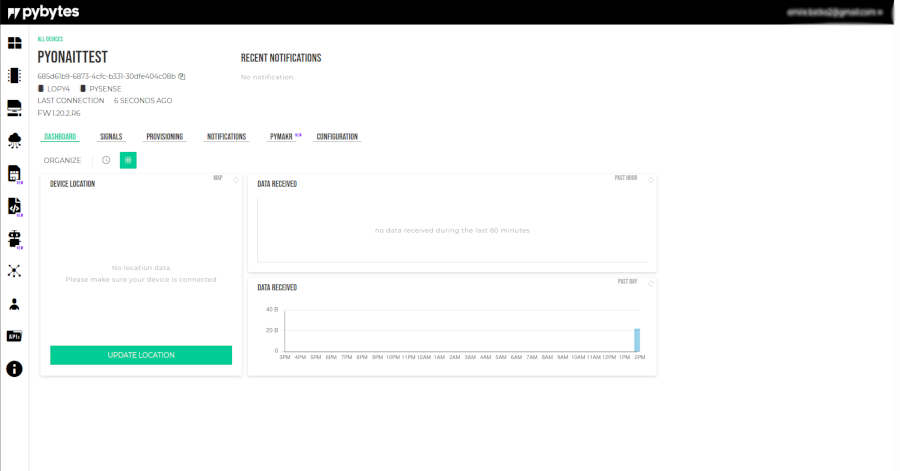 pybytes
ALL DEVICES
PYONAITTEST
685d61b9-6873-4cfc-b331-30dfe404c08b
LOPY4 PYSENSE
LAST CONNECTION 6 SECONDS AGO
FW1.20.2.R6
RECENT NOTIFICATIONS
No notification
DASHBOARD SIGNALS PROVISIONING NOTIFICATIONS PYMAKR NEW CONFIGURATION
ORGANIZE
NEW
NEW
NEW
APIs
DEVICE LOCATION MAP
No location data
Please make sure your device is connected
UPDATE LOCATION
DATA RECEIVED PAST HOUR
no data received during the last 60 minutes
DATA RECEIVED PAST DAY
40 B
20 B
0
3PM 4PM 5PM 6PM 7PM 8PM 9PM 10PM 11PM 12AM 1AM 2AM 3AM 4AM 5AM 6AM 7AM 8AM 9AM 10AM 11AM 12PM 1PM 2PM